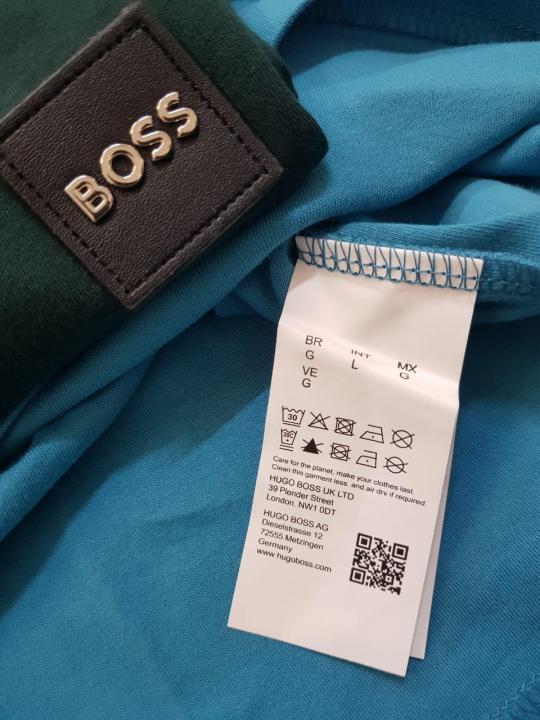 BOSS
BR INT MX
G L G
VE
G
30
30C
Care for the planet, make your clothes last.
Clean this garment less and air dry if required.
HUGO BOSS UK LTD
39 Plender Street
London. NW1 0DT
HUGO BOSS AG
Dieselstrasse 12
72555 Metzingen
Germany
www.hugoboss.com